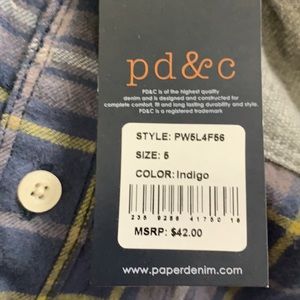 pd&c
PD&C is of the highest quality
denim and is designed and constructed for
complete comfort, fit and long lasting durability and style.
PD&C is a registered trademark
STYLE: PW5L4F56
SIZE: 5
COLOR: Indigo
MSRP: $42.00
www.paperdenim.com